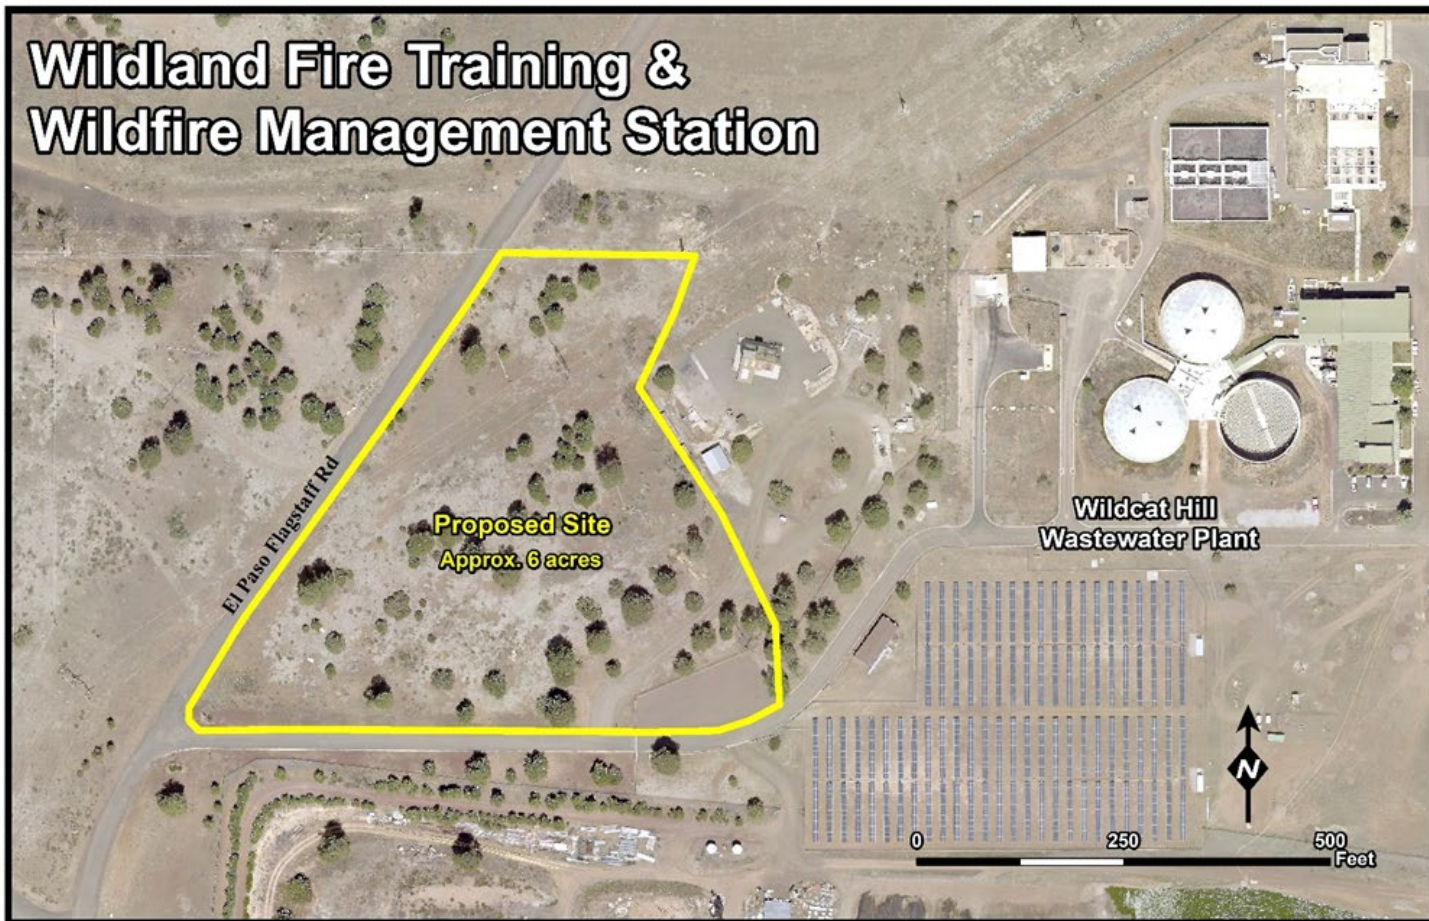 Wildland Fire Training &
Wildfire Management Station
El Paso Flagstaff Rd
Proposed Site
Approx. 6 acres
Wildcat Hill
Wastewater Plant
N
0 250 500
Feet